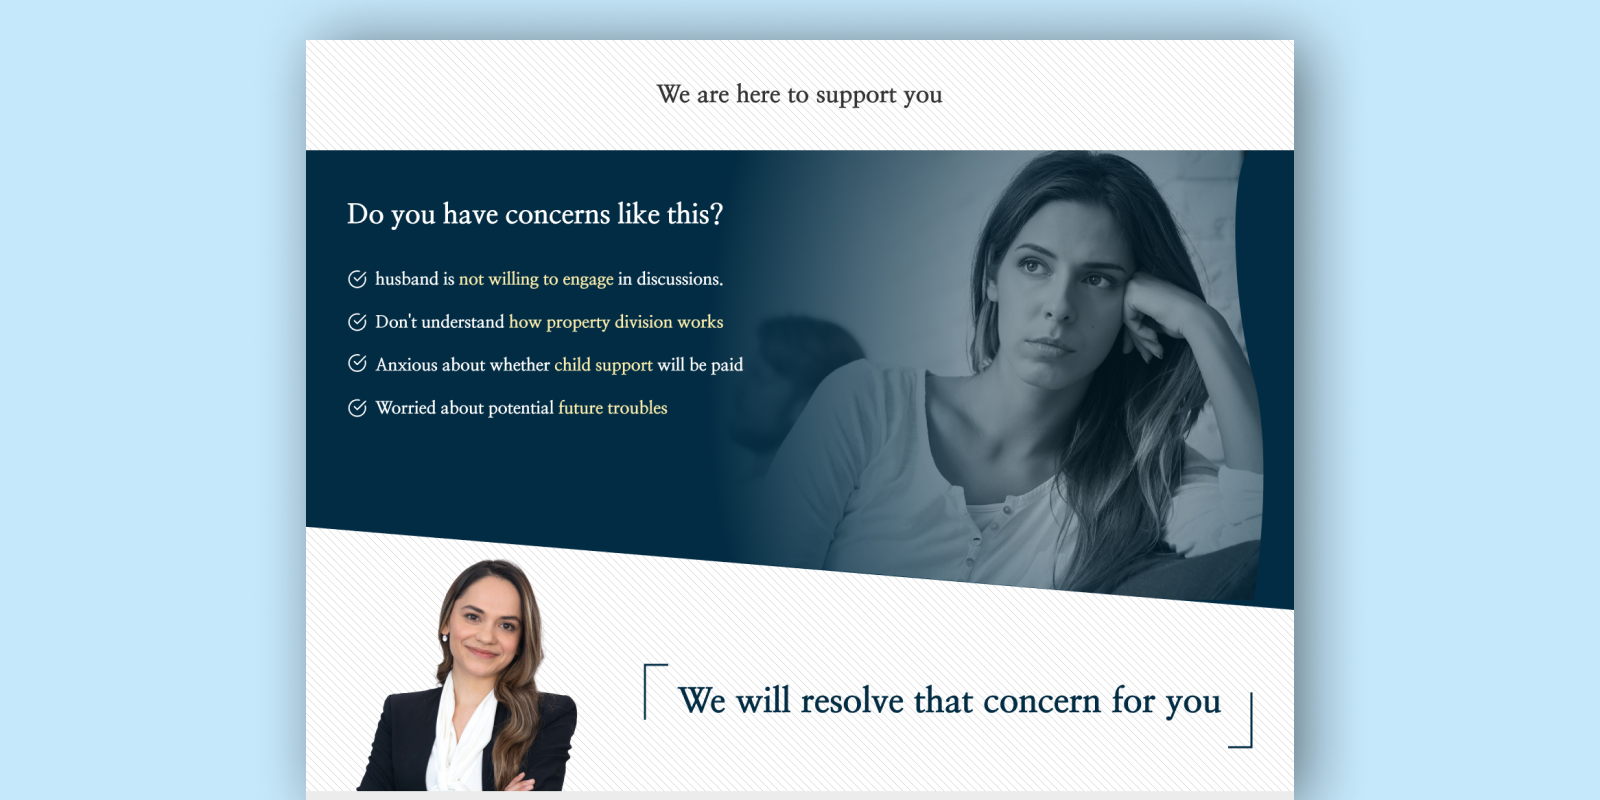 We are here to support you
Do you have concerns like this?
husband is not willing to engage in discussions.
Don't understand how property division works
Anxious about whether child support will be paid
Worried about potential future troubles
We will resolve that concern for you